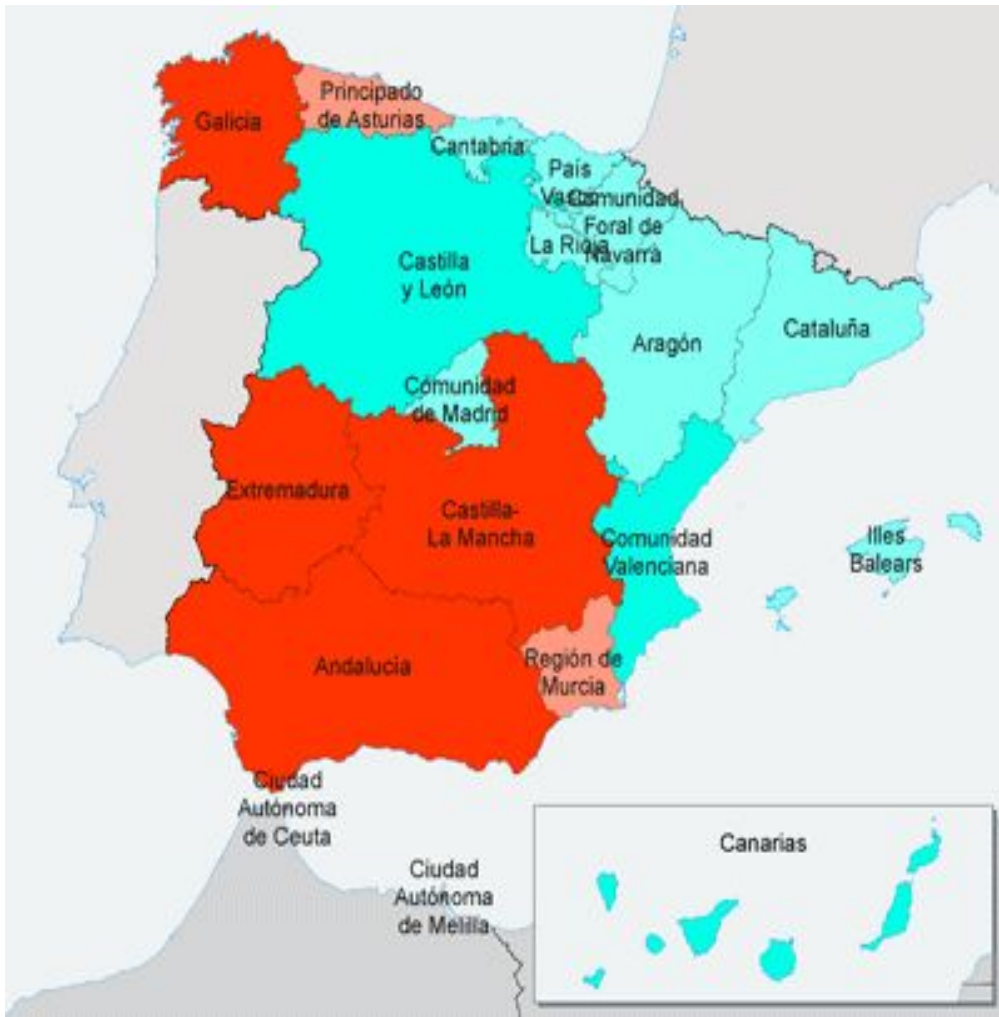 Galicia
Principado
de Asturias
Cantabria
País
Vasco
Comunidad
Foral de
Navarra
La Rioja
Castilla
y León
Aragón
Cataluña
Comunidad
de Madrid
Extremadura
Castilla-
La Mancha
Comunidad
Valenciana
Illes
Balears
Andalucía
Región de
Murcia
Ciudad
Autónoma
de Ceuta
Ciudad
Autónoma
de Melilla
Canarias